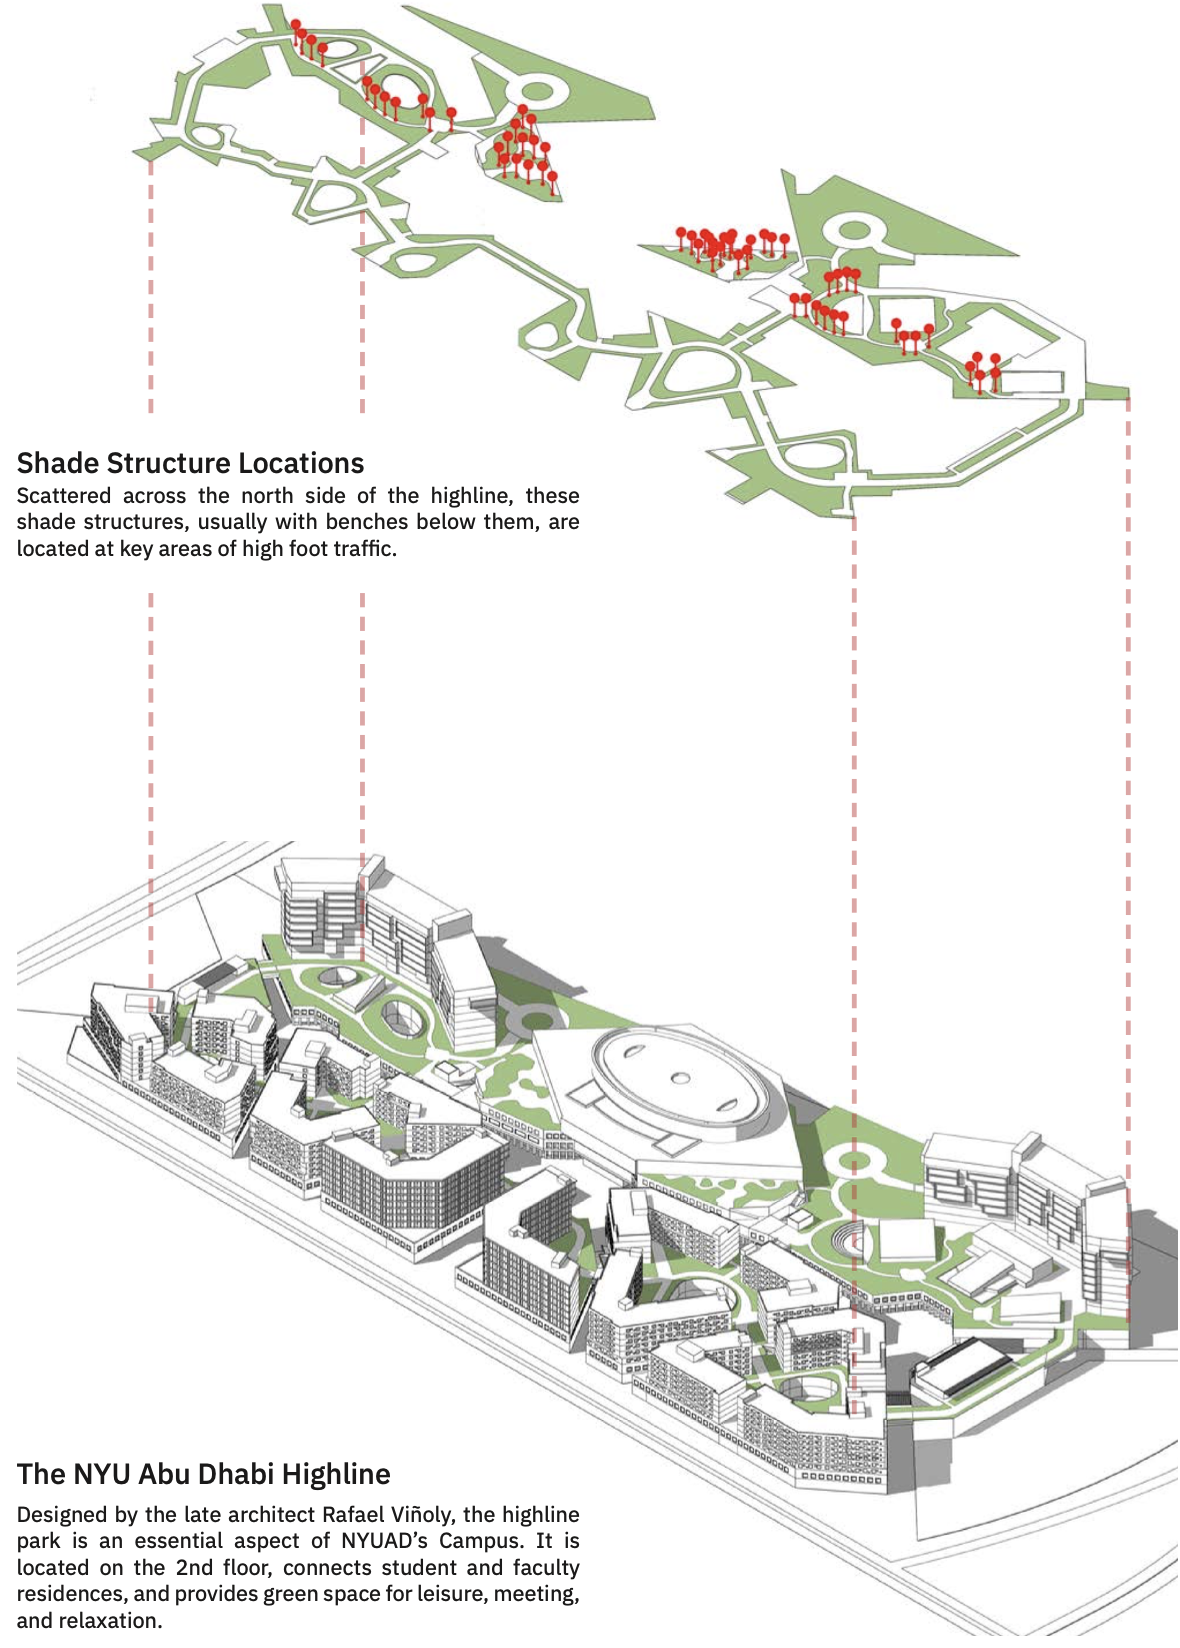 Shade Structure Locations
Scattered across the north side of the highline, these
shade structures, usually with benches below them, are
located at key areas of high foot traffic.
The NYU Abu Dhabi Highline
Designed by the late architect Rafael Viñoly, the highline
park is an essential aspect of NYUAD’s Campus. It is
located on the 2nd floor, connects student and faculty
residences, and provides green space for leisure, meeting,
and relaxation.